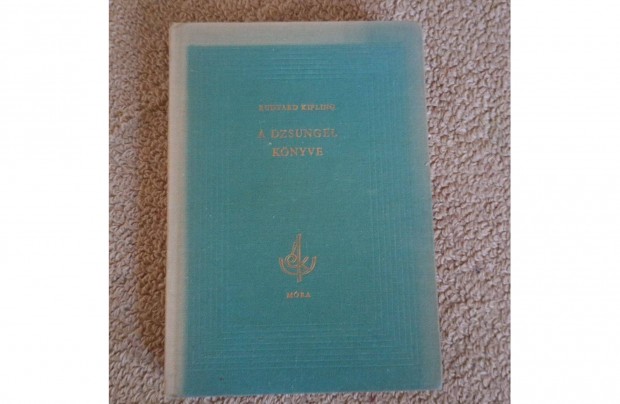 RUDYARD KIPLING
A DZSUNGEL
KÖNYVE
MÓRA